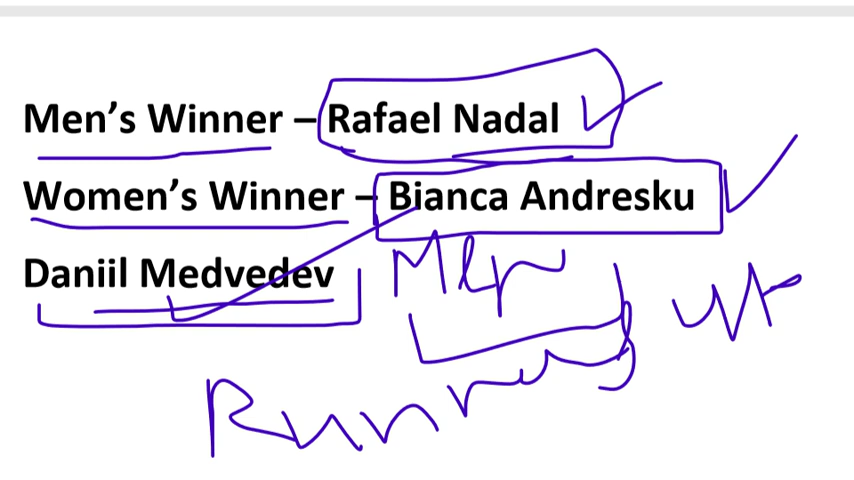 Men's Winner – Rafael Nadal
Women's Winner – Bianca Andresku
Daniil Medvedev Men
Runner up